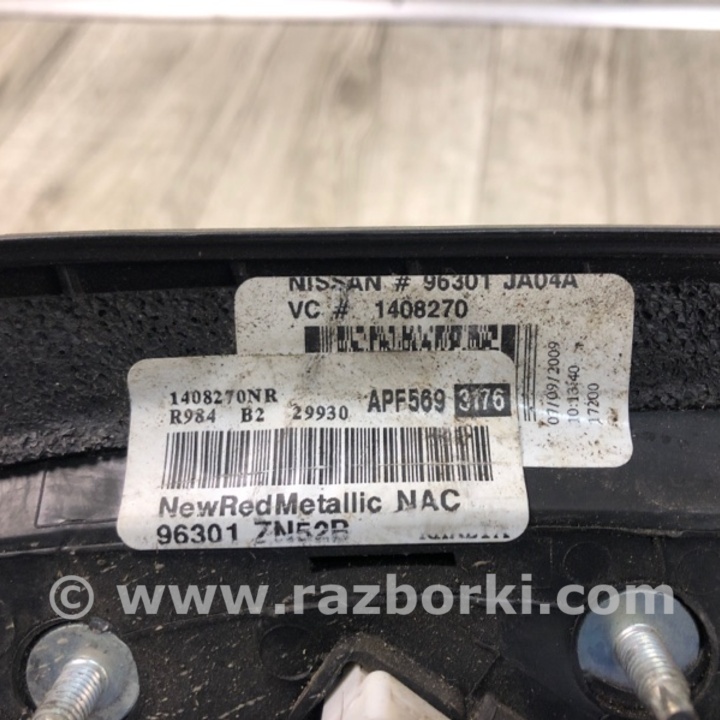 NISSAN # 96301 JA04A
VC # 1408270
07/09/2009
10:13:40
17200
1408270NR
R984 B2 29930 APF569 3176
NewRedMetallic NAC
96301 ZN52B
© www.razborki.com